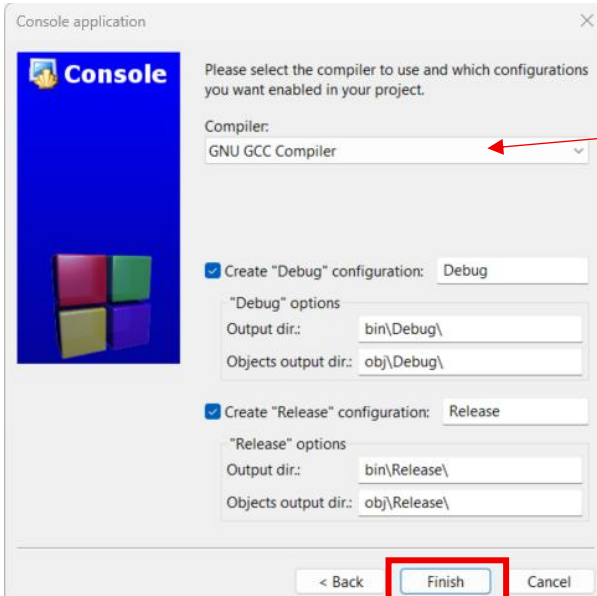 Console application
Console
Please select the compiler to use and which configurations
you want enabled in your project.
Compiler:
GNU GCC Compiler
Create "Debug" configuration: Debug
"Debug" options
Output dir.: bin\Debug\
Objects output dir.: obj\Debug\
Create "Release" configuration: Release
"Release" options
Output dir.: bin\Release\
Objects output dir.: obj\Release\
< Back Finish Cancel